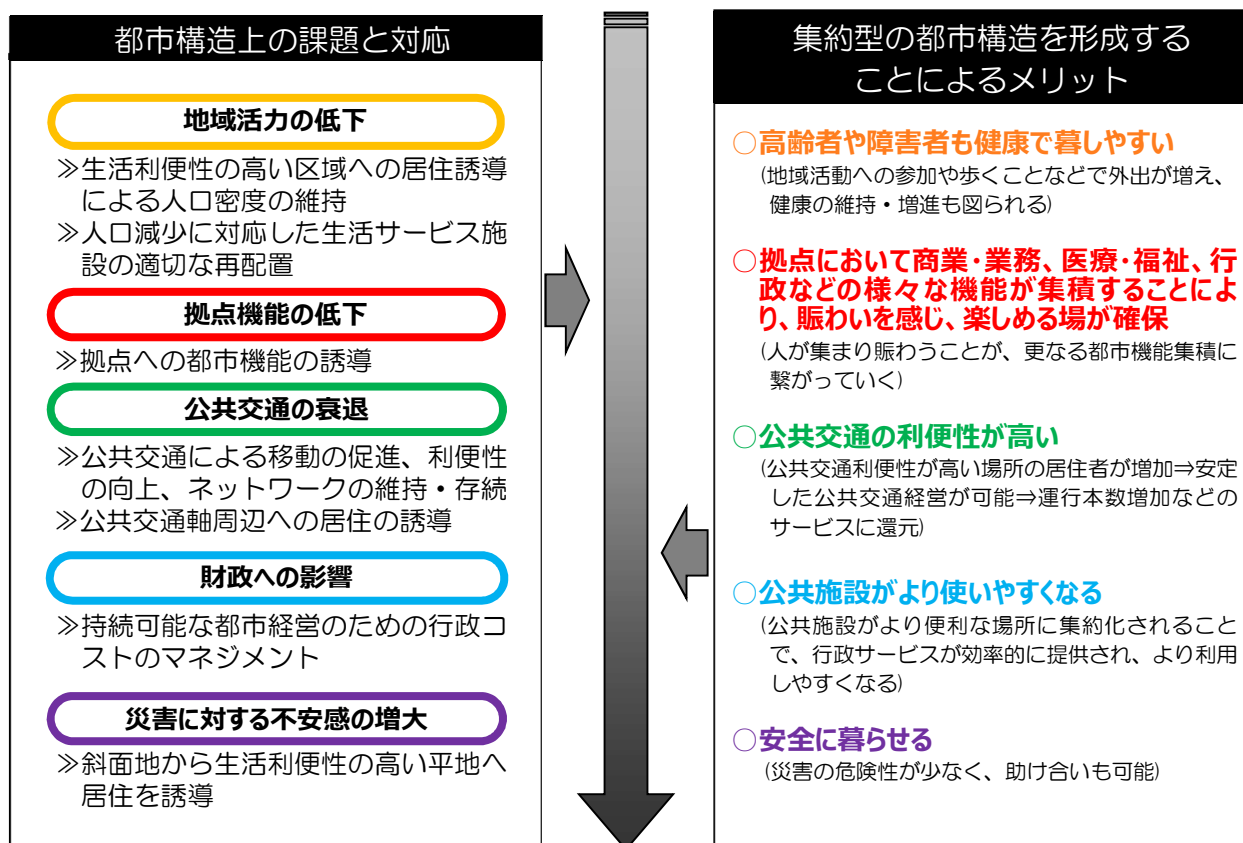 都市構造上の課題と対応
地域活力の低下
≫生活利便性の高い区域への居住誘導
による人口密度の維持
≫人口減少に対応した生活サービス施
設の適切な再配置
拠点機能の低下
≫拠点への都市機能の誘導
公共交通の衰退
≫公共交通による移動の促進、利便性
の向上、ネットワークの維持・存続
≫公共交通軸周辺への居住の誘導
財政への影響
≫持続可能な都市経営のための行政コ
ストのマネジメント
災害に対する不安感の増大
≫斜面地から生活利便性の高い平地へ
居住を誘導
集約型の都市構造を形成する
ことによるメリット
○高齢者や障害者も健康で暮しやすい
(地域活動への参加や歩くことなどで外出が増え、
健康の維持・増進も図られる)
○拠点において商業・業務、医療・福祉、行
政などの様々な機能が集積することによ
り、賑わいを感じ、楽しめる場が確保
(人が集まり賑わうことが、更なる都市機能集積に
繋がっていく)
○公共交通の利便性が高い
(公共交通利便性が高い場所の居住者が増加⇒安定
した公共交通経営が可能⇒運行本数増加などの
サービスに還元)
○公共施設がより使いやすくなる
(公共施設がより便利な場所に集約化されること
で、行政サービスが効率的に提供され、より利用
しやすくなる)
○安全に暮らせる
(災害の危険性が少なく、助け合いも可能)